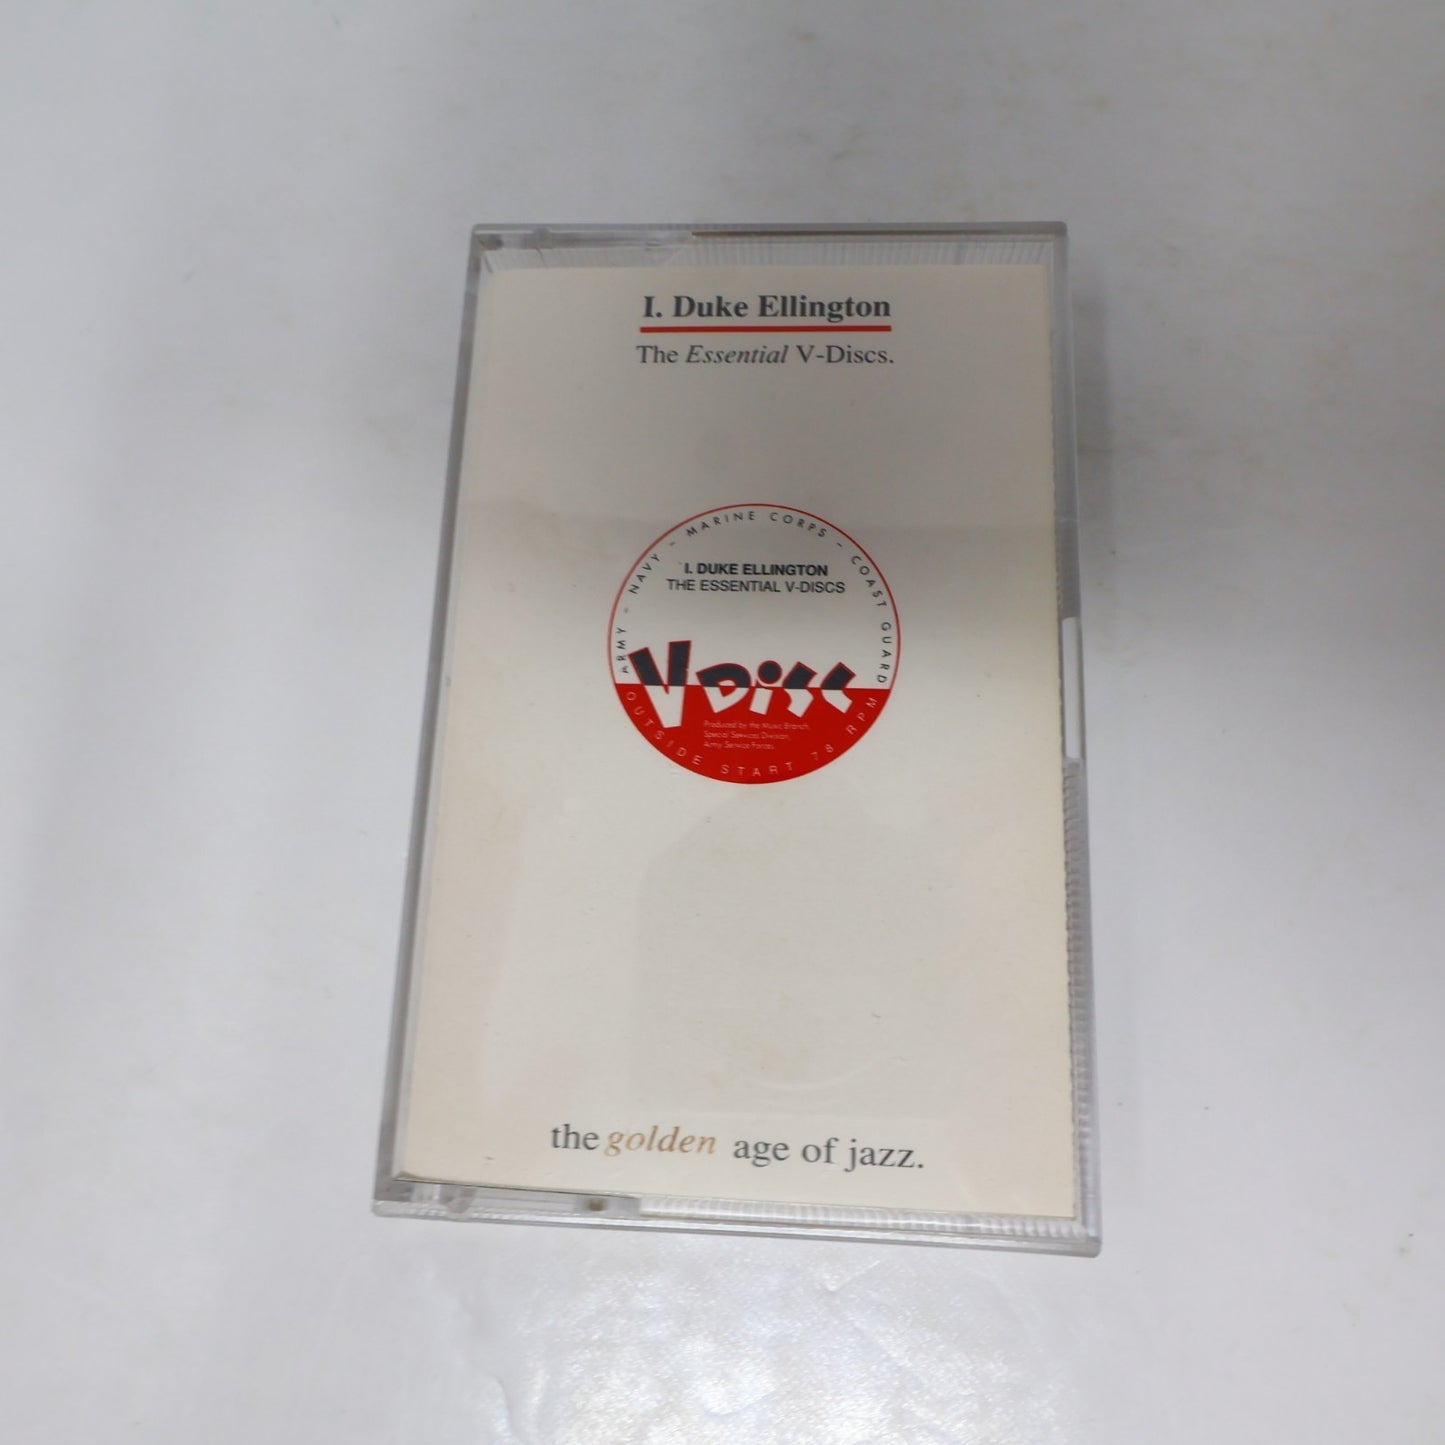 I. Duke Ellington
The Essential V-Discs.
ARMY - NAVY - MARINE CORPS - COAST GUARD
I. DUKE ELLINGTON
THE ESSENTIAL V-DISCS
V DiSC
Produced by the Music Branch,
Special Services Division,
Army Service Forces
OUTSIDE START 78 RPM
the golden age of jazz.